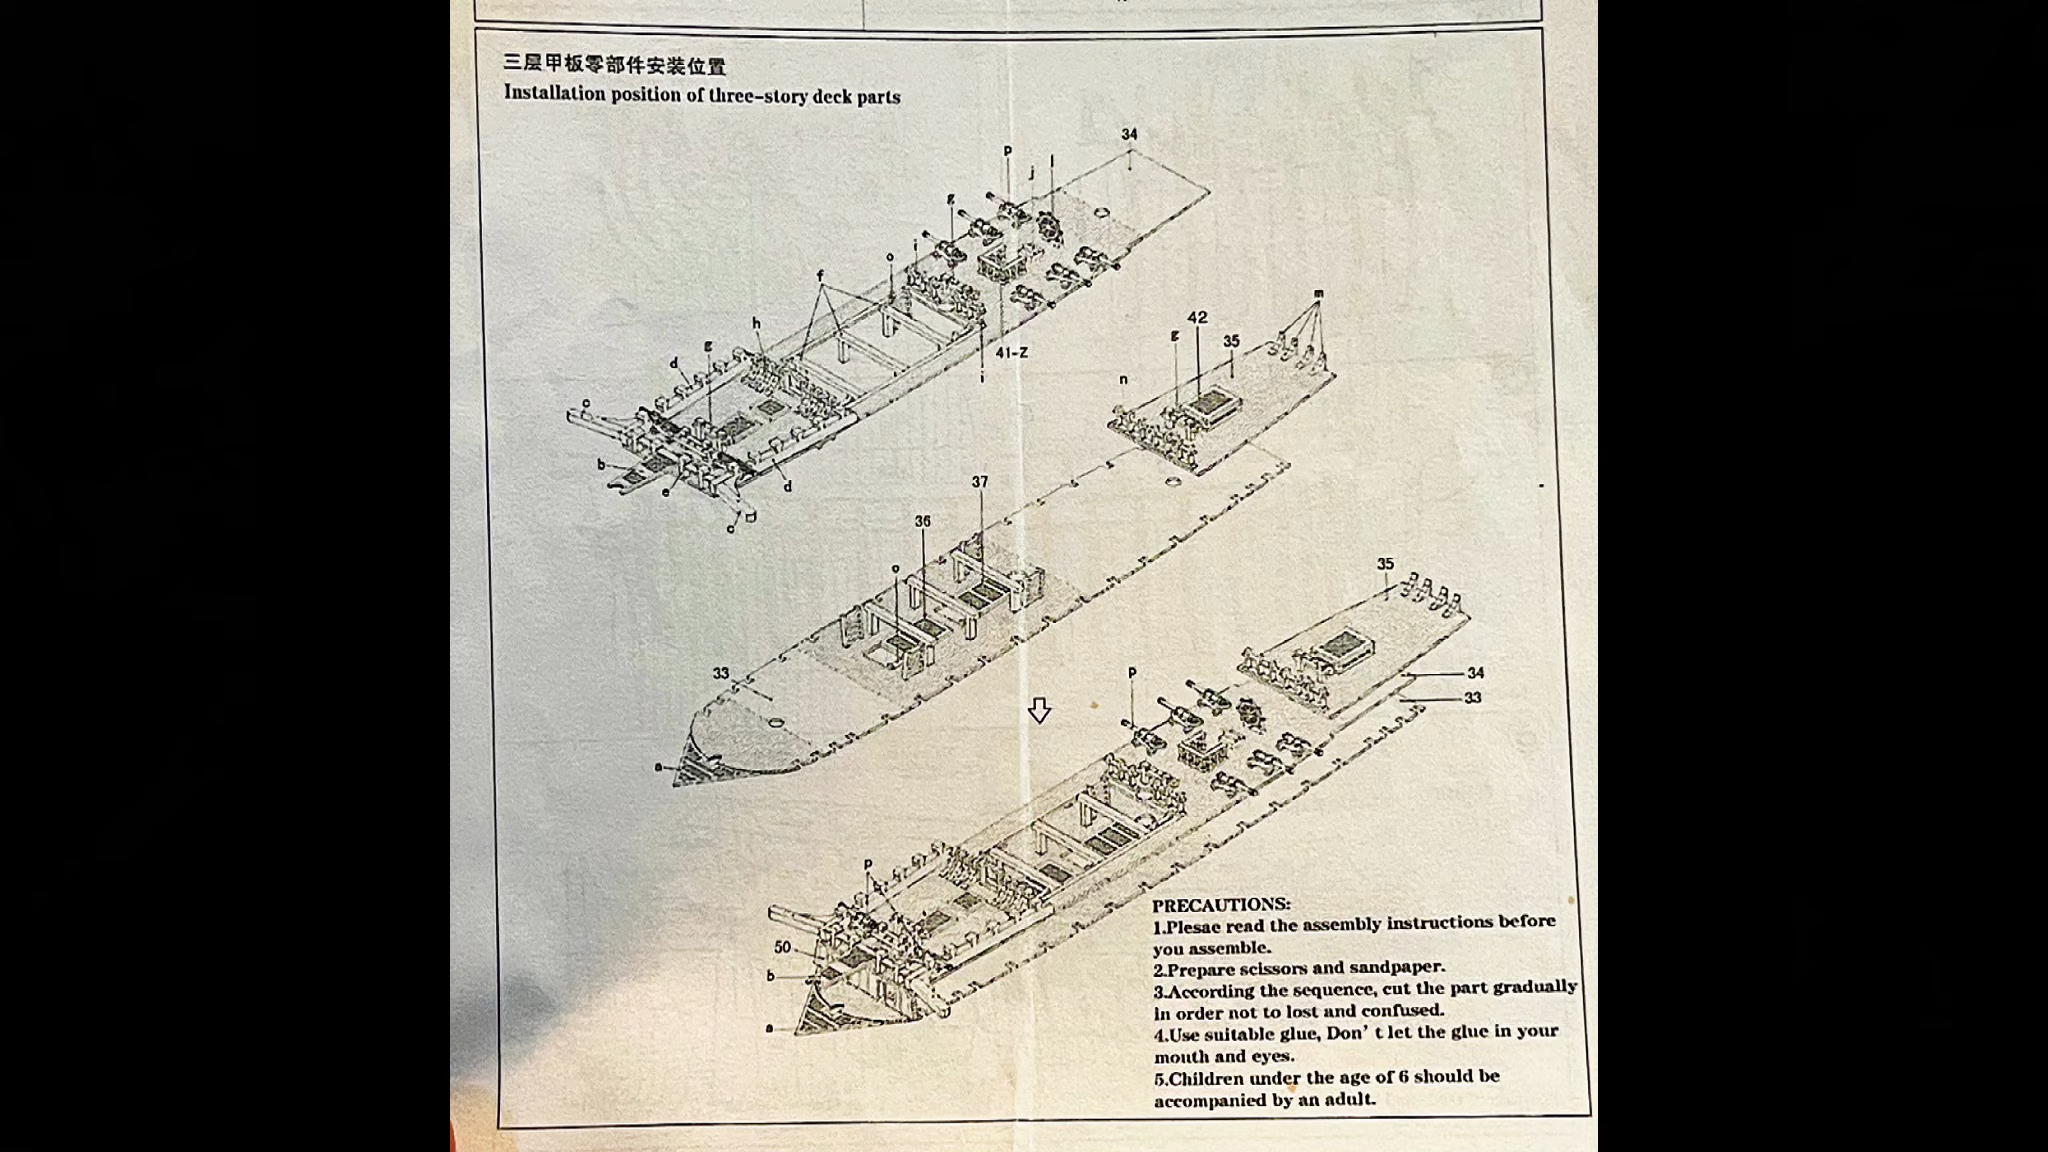 三层甲板零部件安装位置
Installation position of three-story deck parts
34
p
j
l
g
i
o
f
h
g
d
c
b
e
c
d
41-Z
i
m
42
g
35
n
37
36
o
33
a
35
34
33
p
p
50
b
a
PRECAUTIONS:
1.Plesae read the assembly instructions before
you assemble.
2.Prepare scissors and sandpaper.
3.According the sequence, cut the part gradually
in order not to lost and confused.
4.Use suitable glue, Don't let the glue in your
mouth and eyes.
5.Children under the age of 6 should be
accompanied by an adult.